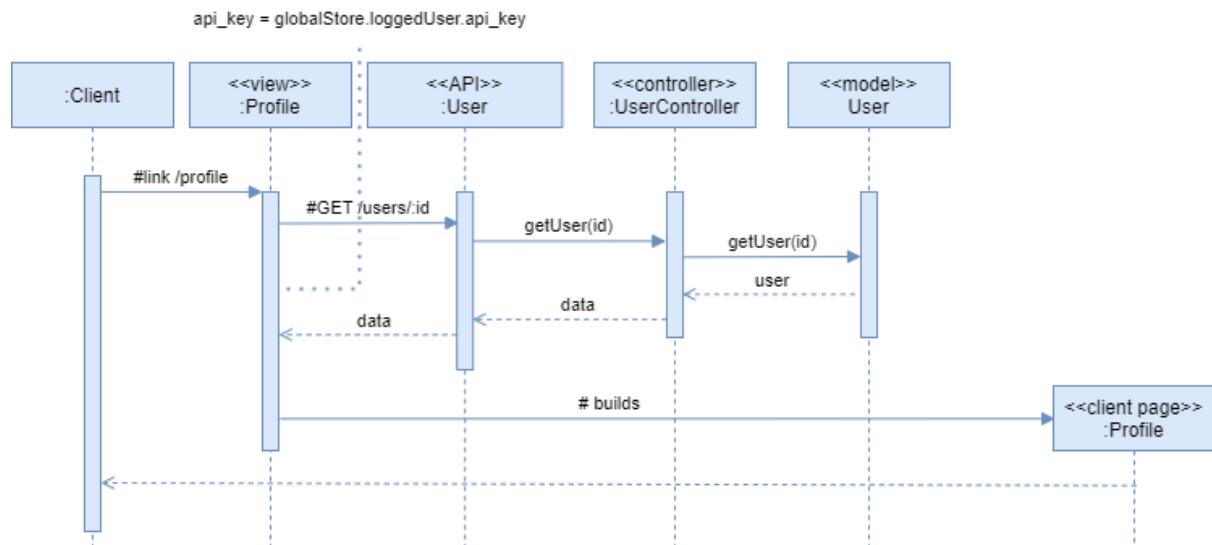 api_key = globalStore.loggedUser.api_key
:Client
<<view>>
:Profile
<<API>>
:User
<<controller>>
:UserController
<<model>>
User
#link /profile
#GET /users/:id
getUser(id)
getUser(id)
user
data
data
# builds
<<client page>>
:Profile